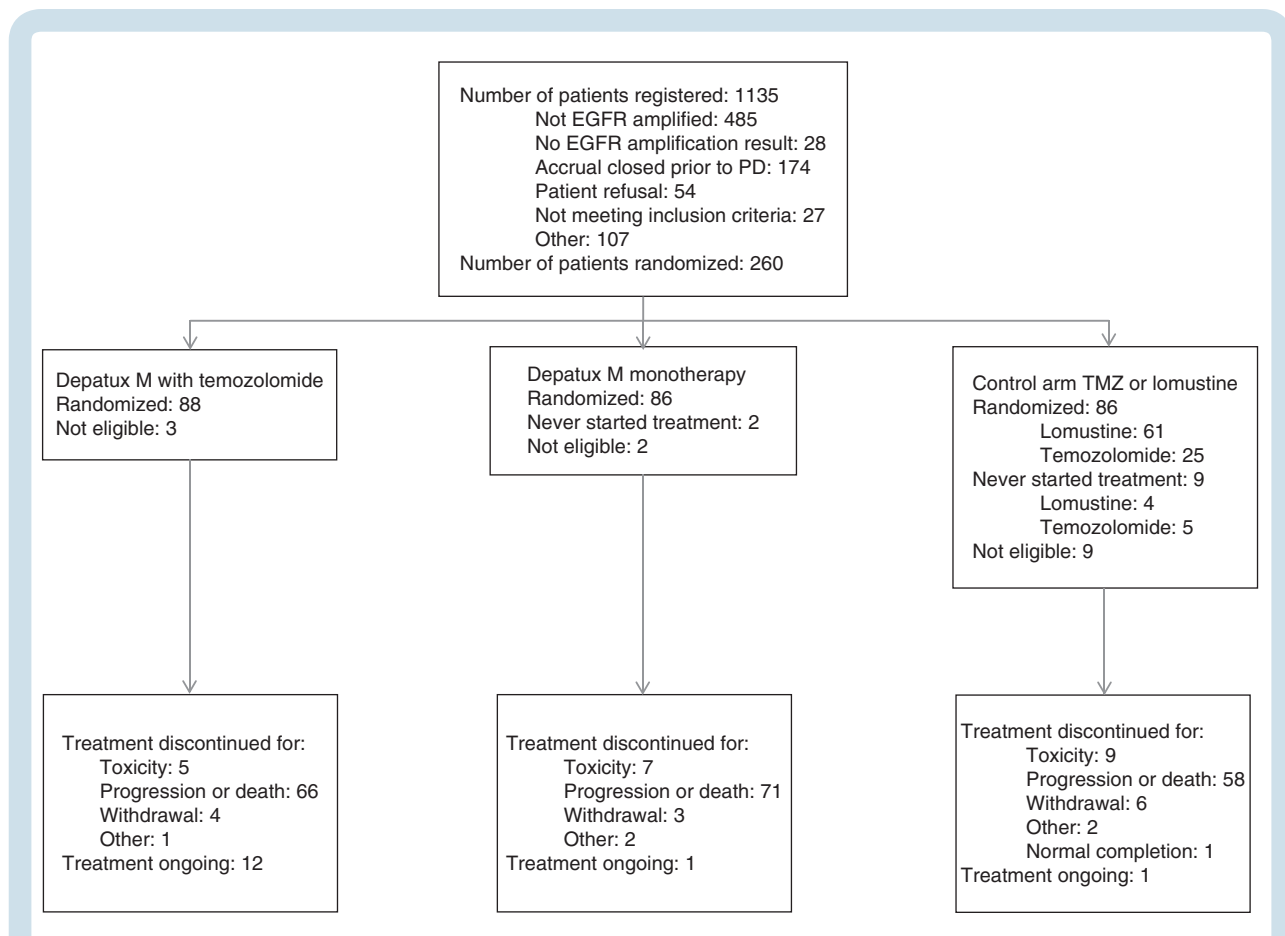 Number of patients registered: 1135
Not EGFR amplified: 485
No EGFR amplification result: 28
Accrual closed prior to PD: 174
Patient refusal: 54
Not meeting inclusion criteria: 27
Other: 107
Number of patients randomized: 260
Depatux M with temozolomide
Randomized: 88
Not eligible: 3
Depatux M monotherapy
Randomized: 86
Never started treatment: 2
Not eligible: 2
Control arm TMZ or lomustine
Randomized: 86
Lomustine: 61
Temozolomide: 25
Never started treatment: 9
Lomustine: 4
Temozolomide: 5
Not eligible: 9
Treatment discontinued for:
Toxicity: 5
Progression or death: 66
Withdrawal: 4
Other: 1
Treatment ongoing: 12
Treatment discontinued for:
Toxicity: 7
Progression or death: 71
Withdrawal: 3
Other: 2
Treatment ongoing: 1
Treatment discontinued for:
Toxicity: 9
Progression or death: 58
Withdrawal: 6
Other: 2
Normal completion: 1
Treatment ongoing: 1